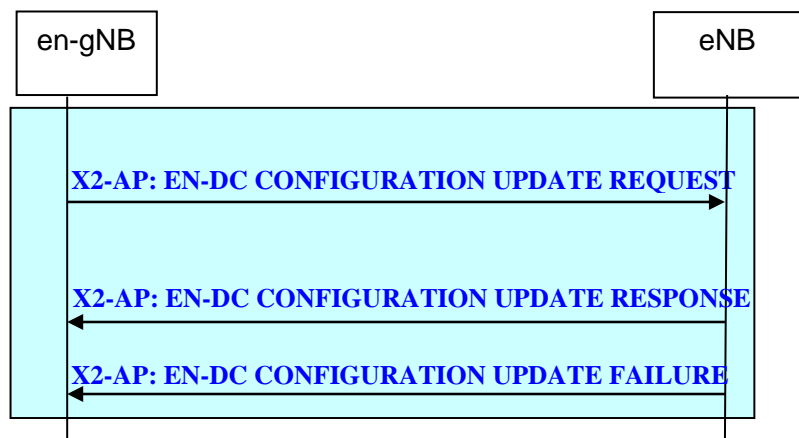 en-gNB
eNB
X2-AP: EN-DC CONFIGURATION UPDATE REQUEST
X2-AP: EN-DC CONFIGURATION UPDATE RESPONSE
X2-AP: EN-DC CONFIGURATION UPDATE FAILURE